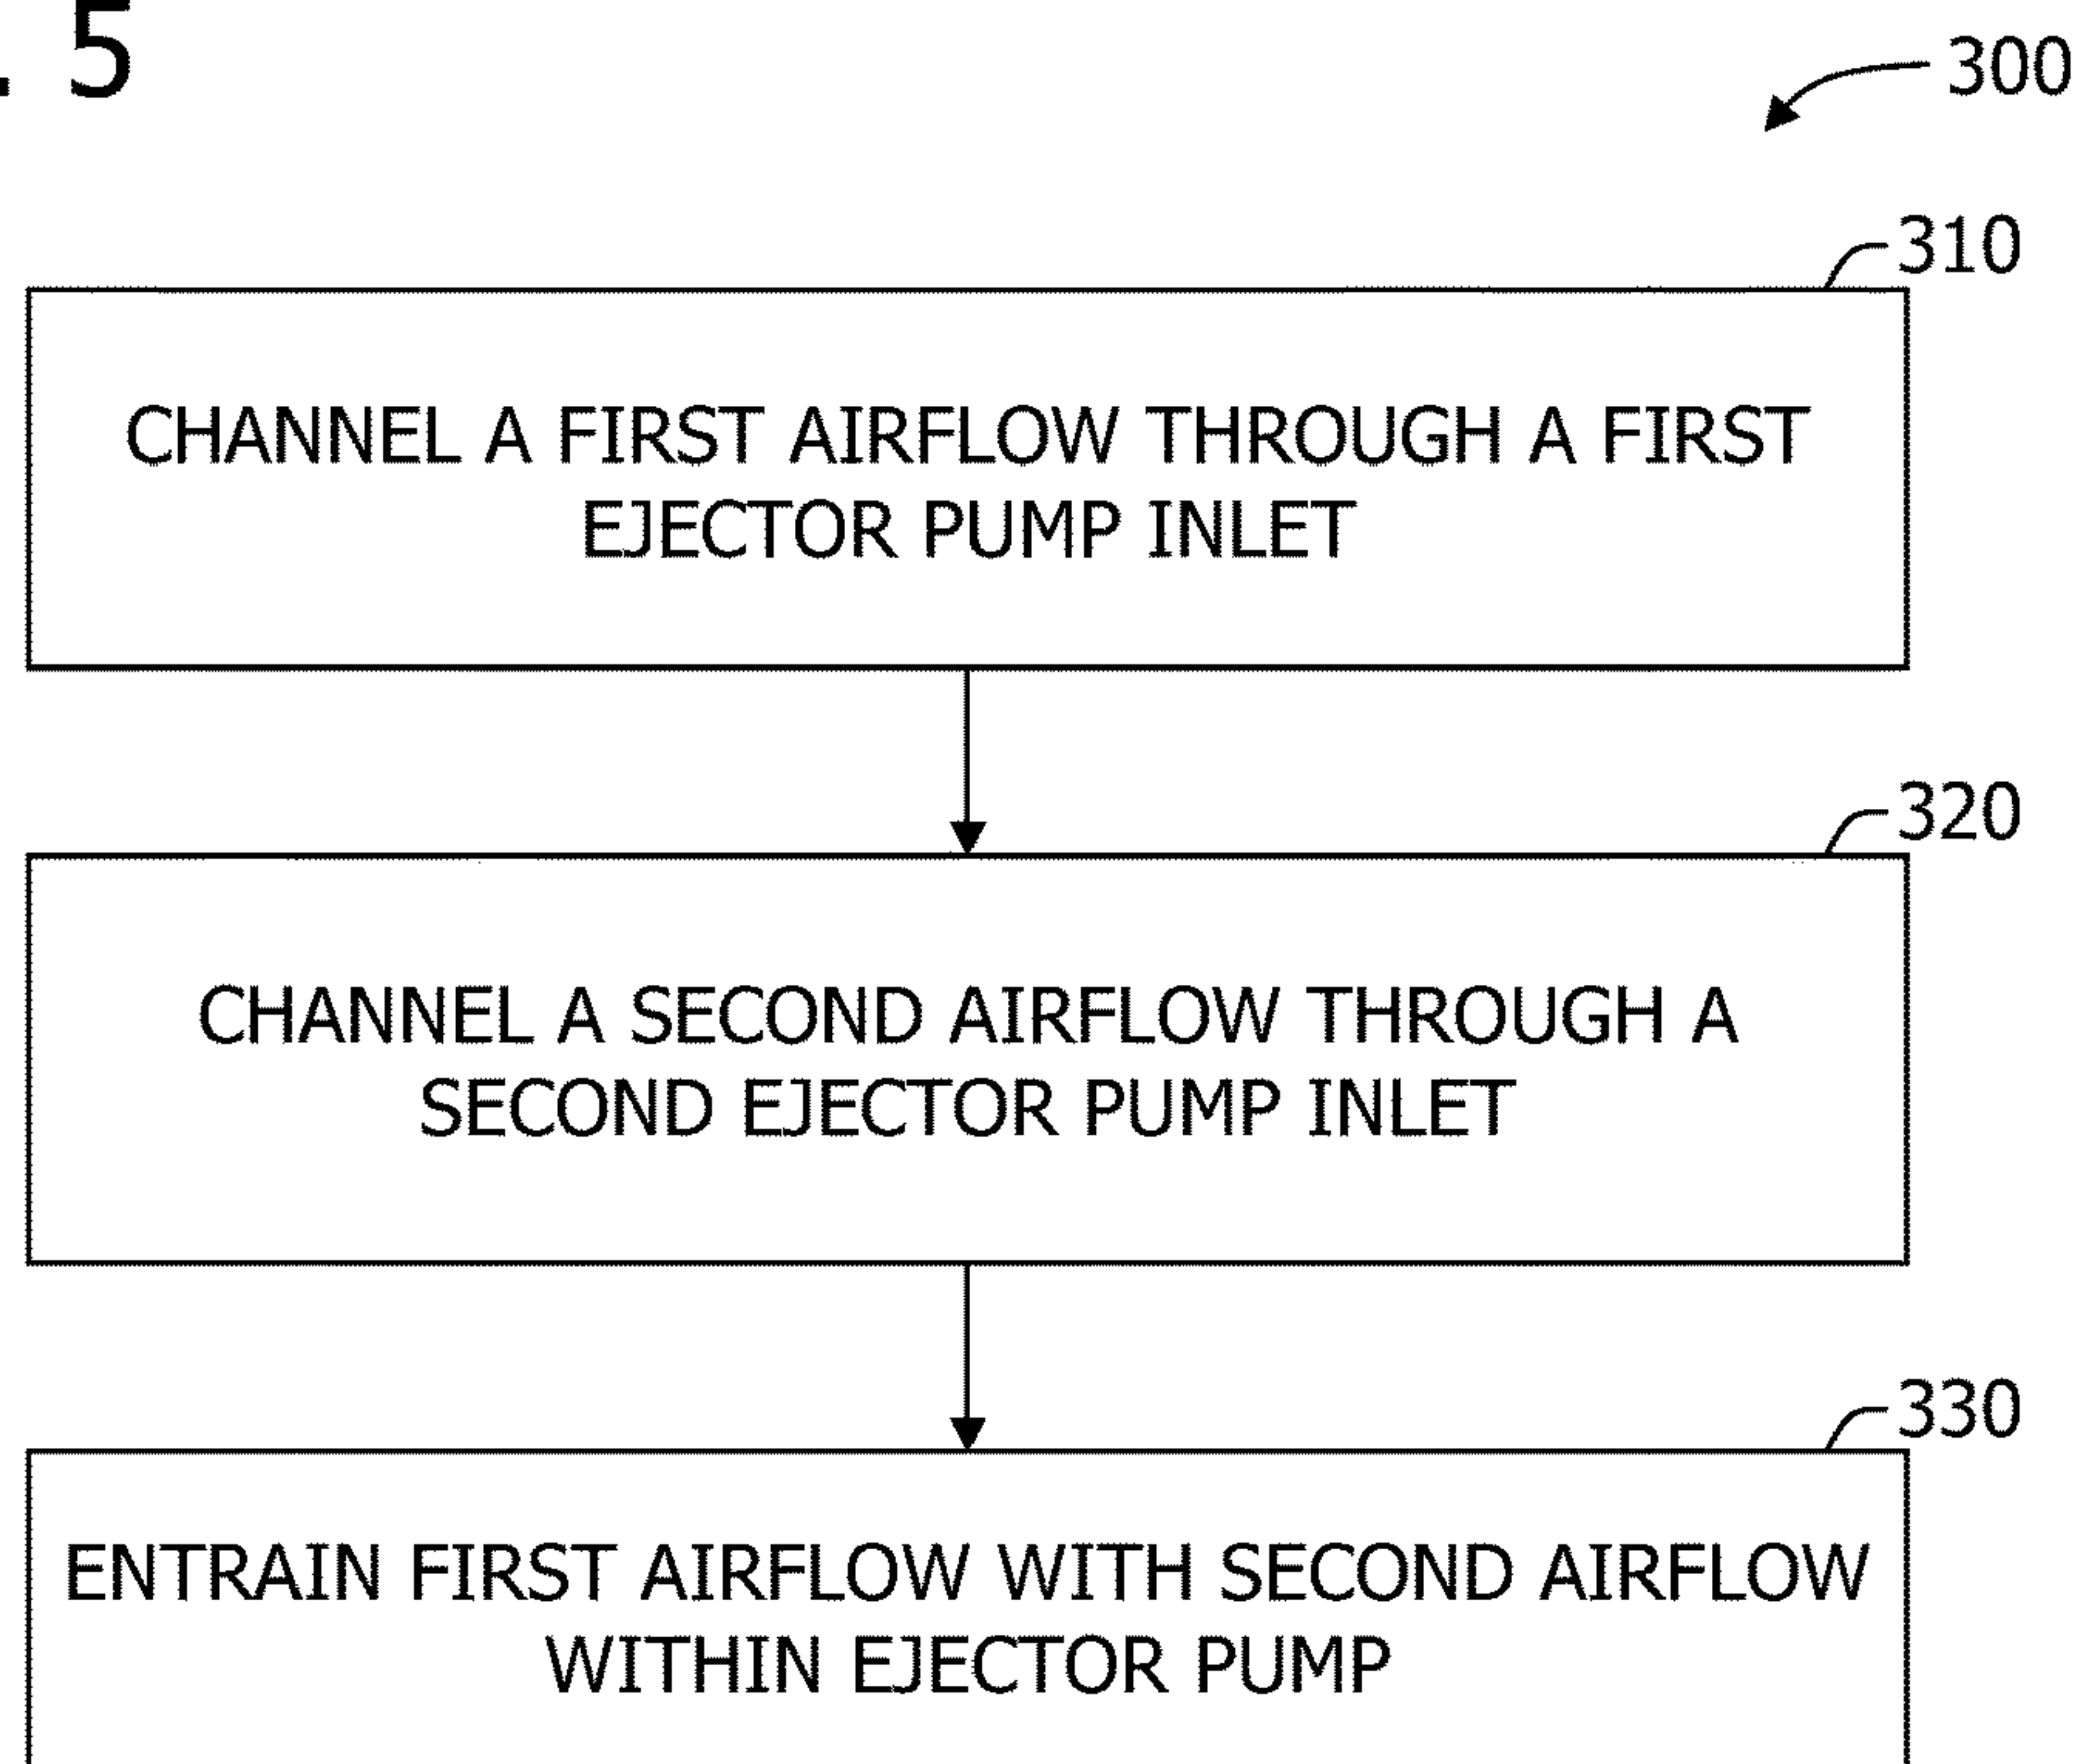 . 5
300
310
CHANNEL A FIRST AIRFLOW THROUGH A FIRST
EJECTOR PUMP INLET
320
CHANNEL A SECOND AIRFLOW THROUGH A
SECOND EJECTOR PUMP INLET
330
ENTRAIN FIRST AIRFLOW WITH SECOND AIRFLOW
WITHIN EJECTOR PUMP